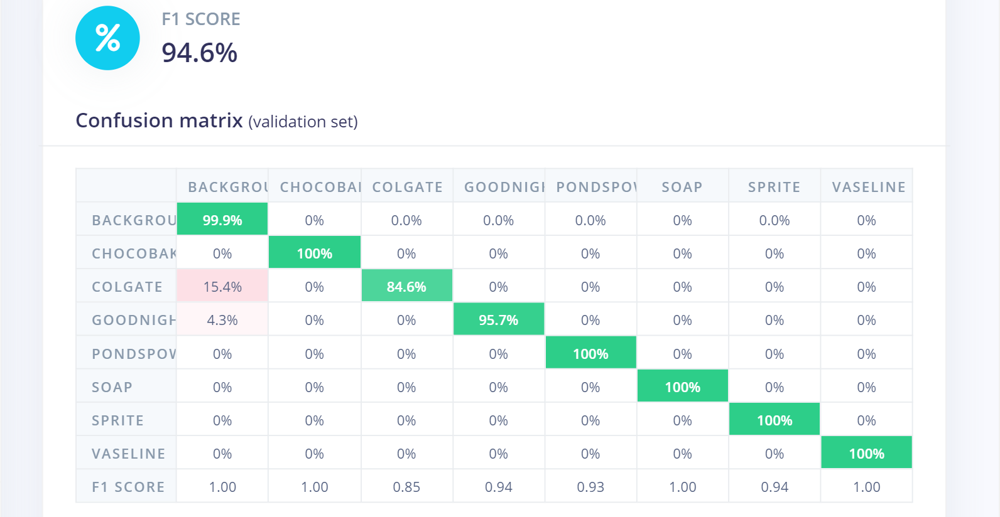 %
F1 SCORE
94.6%
Confusion matrix (validation set)
BACKGROU CHOCOBAK COLGATE GOODNIGH PONDSPOW SOAP SPRITE VASELINE
BACKGROU 99.9% 0% 0.0% 0.0% 0.0% 0% 0.0% 0%
CHOCOBAK 0% 100% 0% 0% 0% 0% 0% 0%
COLGATE 15.4% 0% 84.6% 0% 0% 0% 0% 0%
GOODNIGH 4.3% 0% 0% 95.7% 0% 0% 0% 0%
PONDSPOW 0% 0% 0% 0% 100% 0% 0% 0%
SOAP 0% 0% 0% 0% 0% 100% 0% 0%
SPRITE 0% 0% 0% 0% 0% 0% 100% 0%
VASELINE 0% 0% 0% 0% 0% 0% 0% 100%
F1 SCORE 1.00 1.00 0.85 0.94 0.93 1.00 0.94 1.00